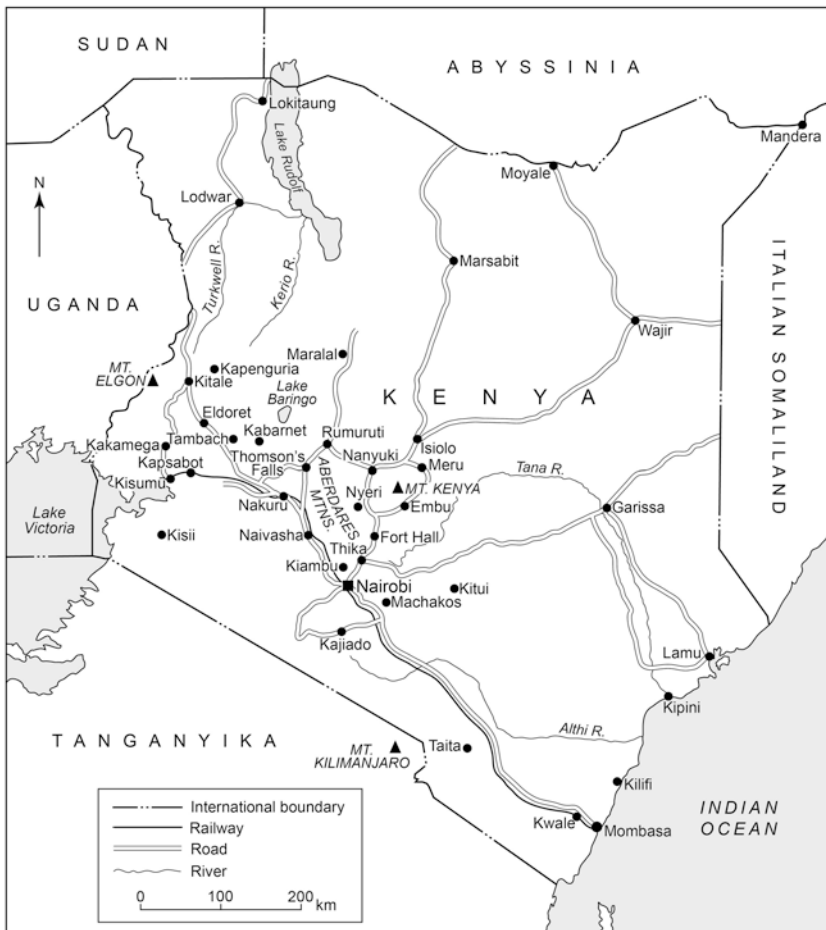 SUDAN
ABYSSINIA
Lokitaung
Mandera
Lake Rudolf
Moyale
N
Lodwar
Turkwell R.
Kerio R.
Marsabit
ITALIAN SOMALILAND
UGANDA
Wajir
Maralal
MT.
ELGON
Kapenguria
Kitale
Lake
Baringo
KENYA
Eldoret
Kabarnet
Rumuruti
Kakamega
Tambach
Isiolo
Kapsabot
Thomson's
Falls
Nanyuki
Meru
Tana R.
Kisumu
ABERDARES
MTNS.
Nyeri
MT. KENYA
Lake
Victoria
Nakuru
Embu
Garissa
Kisii
Naivasha
Fort Hall
Thika
Kiambu
Nairobi
Kitui
Machakos
Kajiado
Lamu
Kipini
Althi R.
TANGANYIKA
MT.
KILIMANJARO
Taita
Kilifi
INDIAN
OCEAN
Kwale
Mombasa
International boundary
Railway
Road
River
0 100 200
km